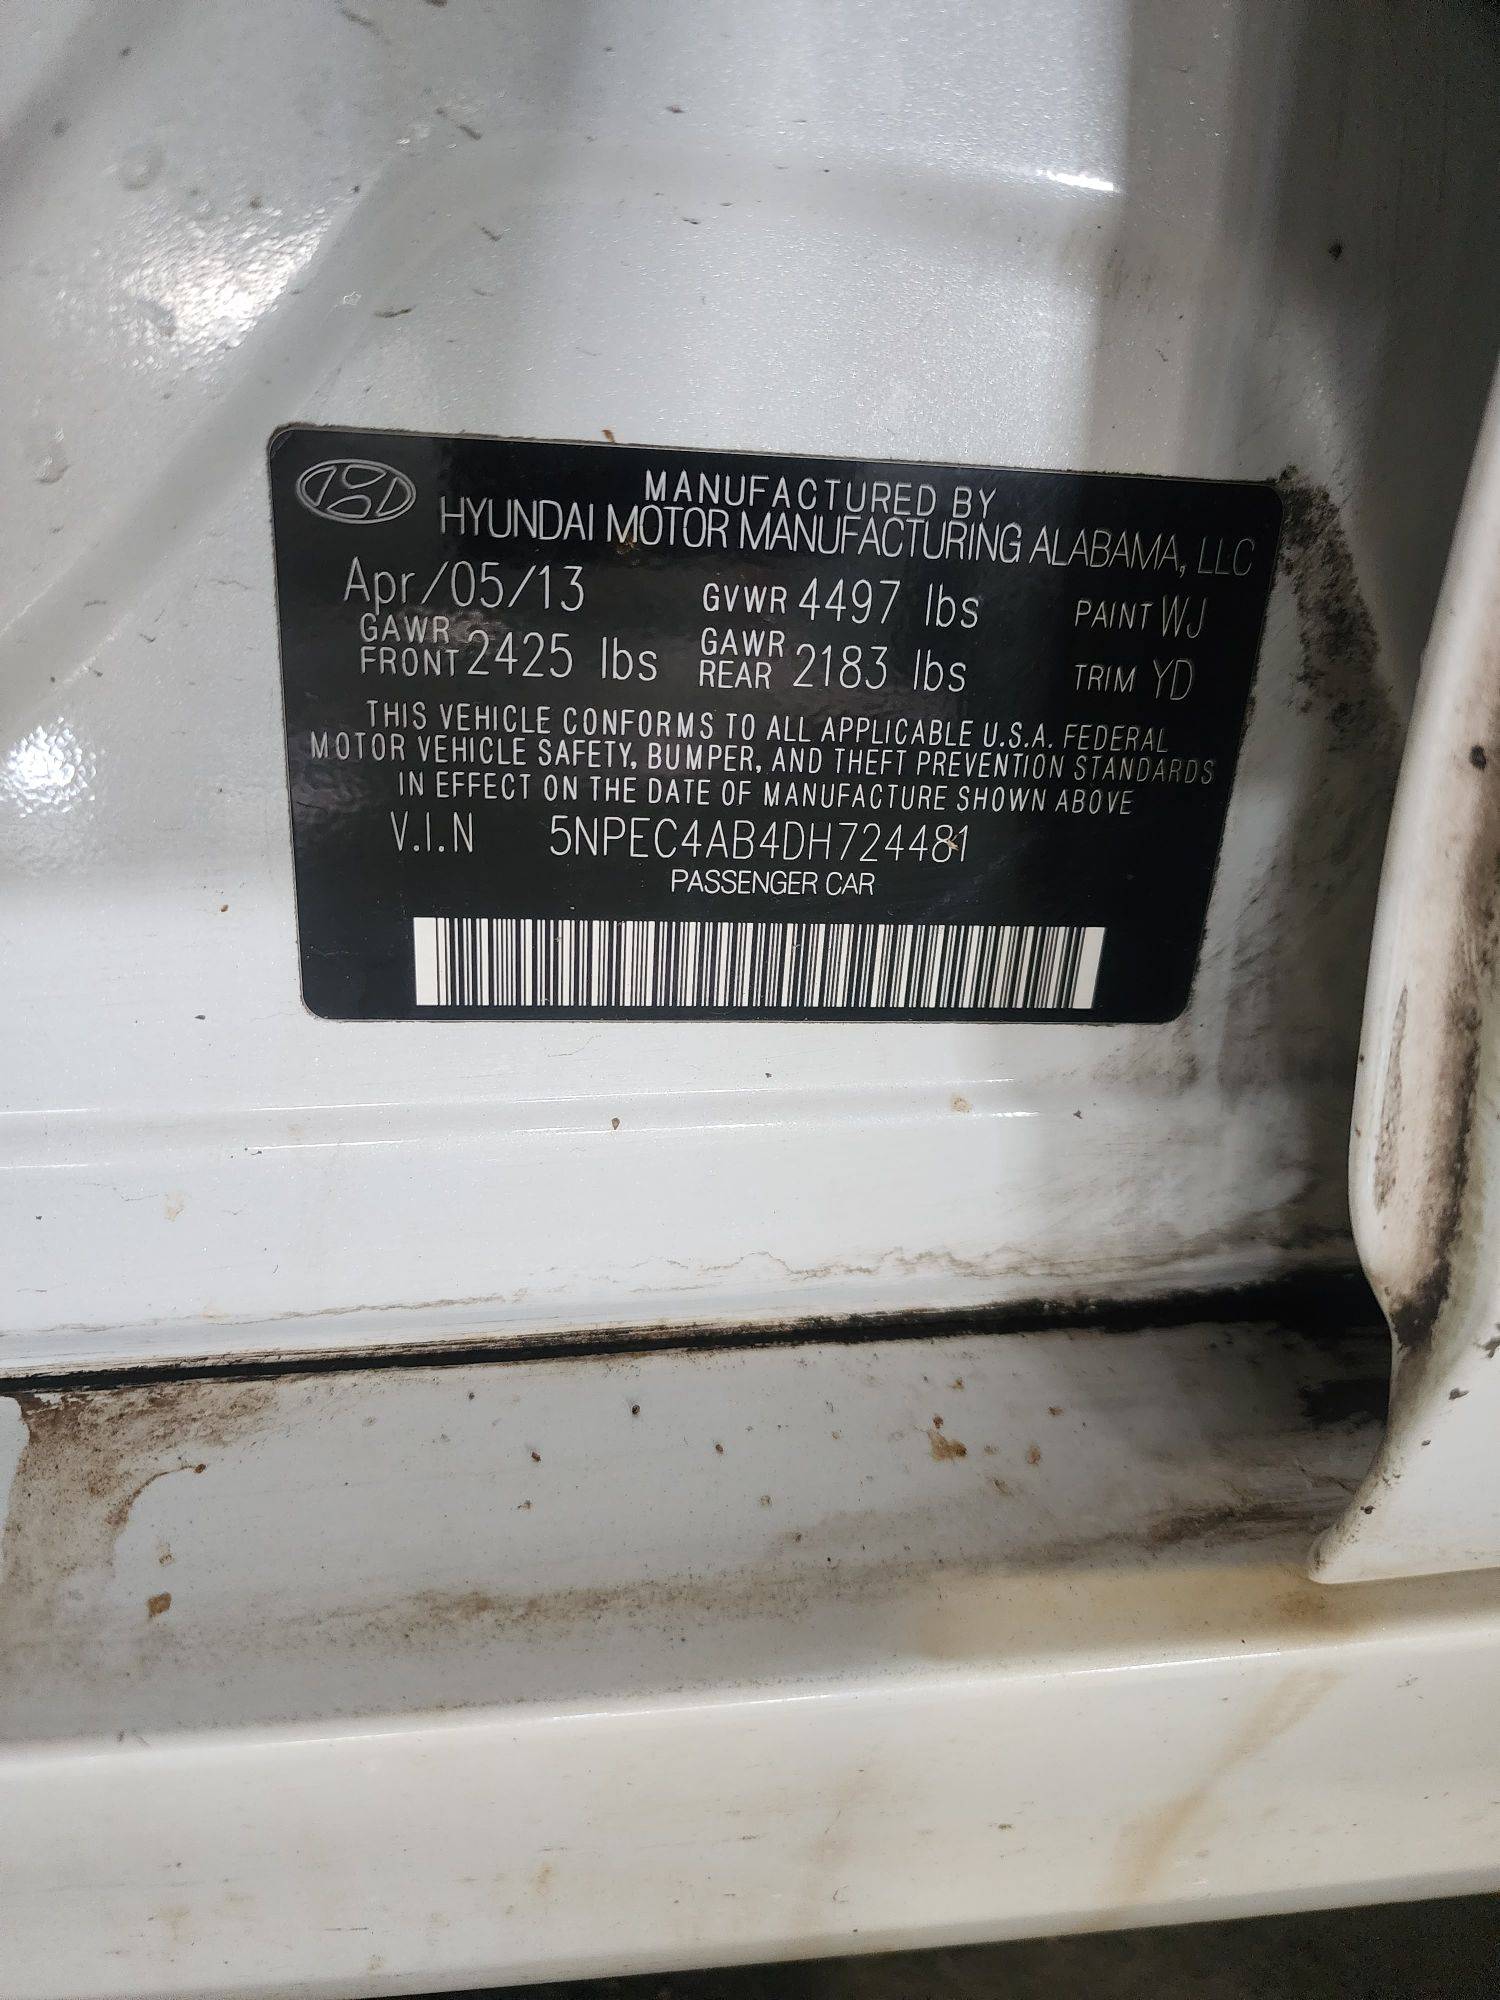 MANUFACTURED BY
HYUNDAI MOTOR MANUFACTURING ALABAMA, LLC
Apr/05/13 GVWR 4497 lbs PAINT WJ
GAWR FRONT 2425 lbs GAWR REAR 2183 lbs TRIM YD
THIS VEHICLE CONFORMS TO ALL APPLICABLE U.S.A. FEDERAL
MOTOR VEHICLE SAFETY, BUMPER, AND THEFT PREVENTION STANDARDS
IN EFFECT ON THE DATE OF MANUFACTURE SHOWN ABOVE
V.I.N 5NPEC4AB4DH724481
PASSENGER CAR